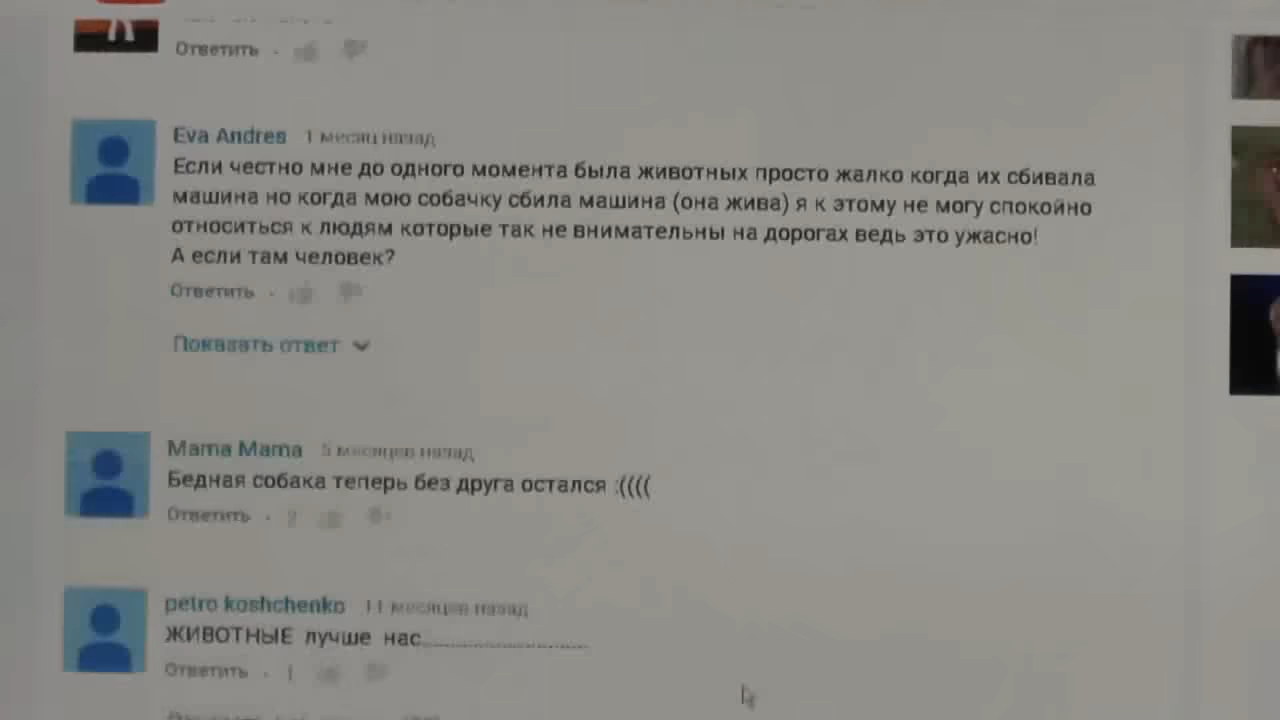 Ответить
Eva Andres 1 месяц назад
Если честно мне до одного момента была животных просто жалко когда их сбивала
машина но когда мою собачку сбила машина (она жива) я к этому не могу спокойно
относиться к людям которые так не внимательны на дорогах ведь это ужасно!
А если там человек?
Ответить
Показать ответ
Mama Mama 5 месяцев назад
Бедная собака теперь без друга остался :((((
Ответить · 2
petro koshchenko 11 месяцев назад
ЖИВОТНЫЕ лучше нас..............................
Ответить · 1